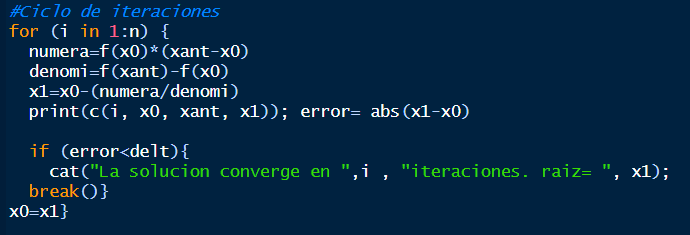 #Ciclo de iteraciones
for (i in 1:n) {
  numera=f(x0)*(xant-x0)
  denomi=f(xant)-f(x0)
  x1=x0-(numera/denomi)
  print(c(i, x0, xant, x1)); error= abs(x1-x0)

  if (error<delt){
    cat("La solucion converge en ",i , "iteraciones. raiz= ", x1);
  break()}
x0=x1}